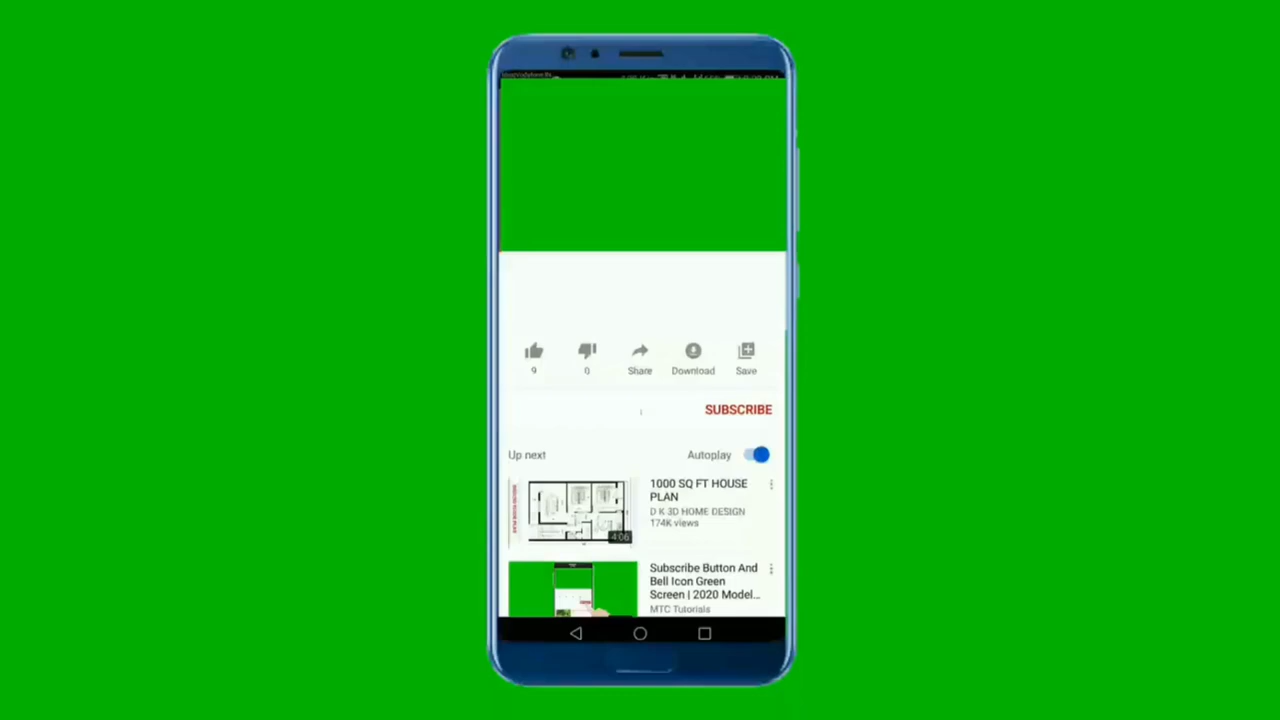 9
0
Share
Download
Save
SUBSCRIBE
Up next
Autoplay
1000 SQ FT HOUSE
PLAN
D K 3D HOME DESIGN
174K views
4:06
Subscribe Button And
Bell Icon Green
Screen | 2020 Model...
MTC Tutorials